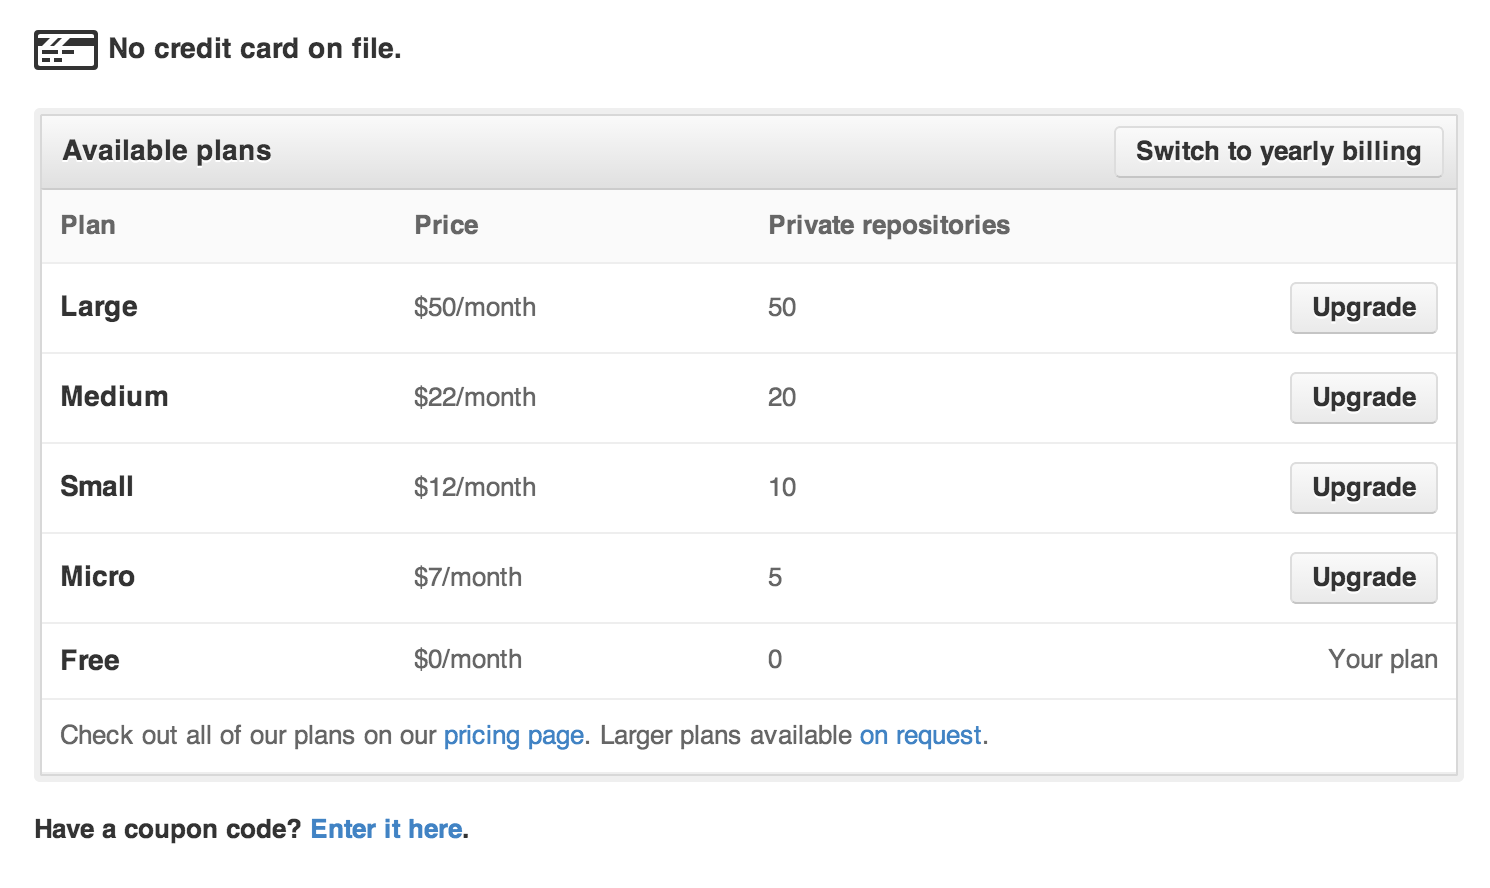 No credit card on file.
Available plans
Switch to yearly billing
Plan Price Private repositories
Large $50/month 50 Upgrade
Medium $22/month 20 Upgrade
Small $12/month 10 Upgrade
Micro $7/month 5 Upgrade
Free $0/month 0 Your plan
Check out all of our plans on our pricing page. Larger plans available on request.
Have a coupon code? Enter it here.